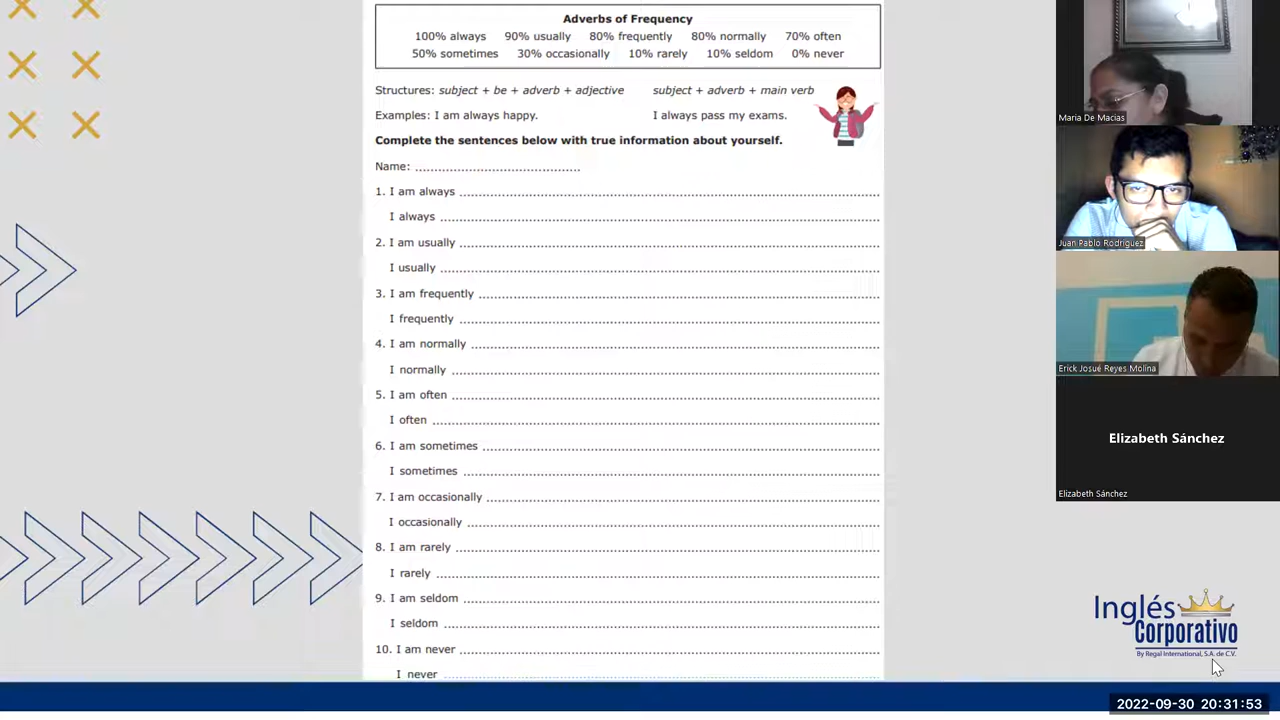 Adverbs of Frequency
100% always 90% usually 80% frequently 80% normally 70% often
50% sometimes 30% occasionally 10% rarely 10% seldom 0% never
Structures: subject + be + adverb + adjective subject + adverb + main verb
Examples: I am always happy. I always pass my exams.
Complete the sentences below with true information about yourself.
Name: ..........................................
1. I am always ..........................................
I always ..........................................
2. I am usually ..........................................
I usually ..........................................
3. I am frequently ..........................................
I frequently ..........................................
4. I am normally ..........................................
I normally ..........................................
5. I am often ..........................................
I often ..........................................
6. I am sometimes ..........................................
I sometimes ..........................................
7. I am occasionally ..........................................
I occasionally ..........................................
8. I am rarely ..........................................
I rarely ..........................................
9. I am seldom ..........................................
I seldom ..........................................
10. I am never ..........................................
I never ..........................................
Maria De Macias
Juan Pablo Rodriguez
Erick Josué Reyes Molina
Elizabeth Sánchez
Elizabeth Sánchez
Inglés
Corporativo
By Regal International, S.A. de C.V.
2022-09-30 20:31:53